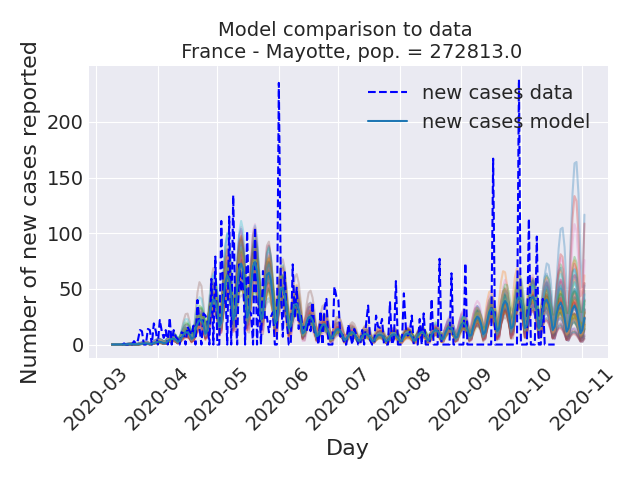 Model comparison to data
France - Mayotte, pop. = 272813.0
Number of new cases reported
200
150
100
50
0
new cases data
new cases model
2020-03
2020-04
2020-05
2020-06
2020-07
2020-08
2020-09
2020-10
2020-11
Day